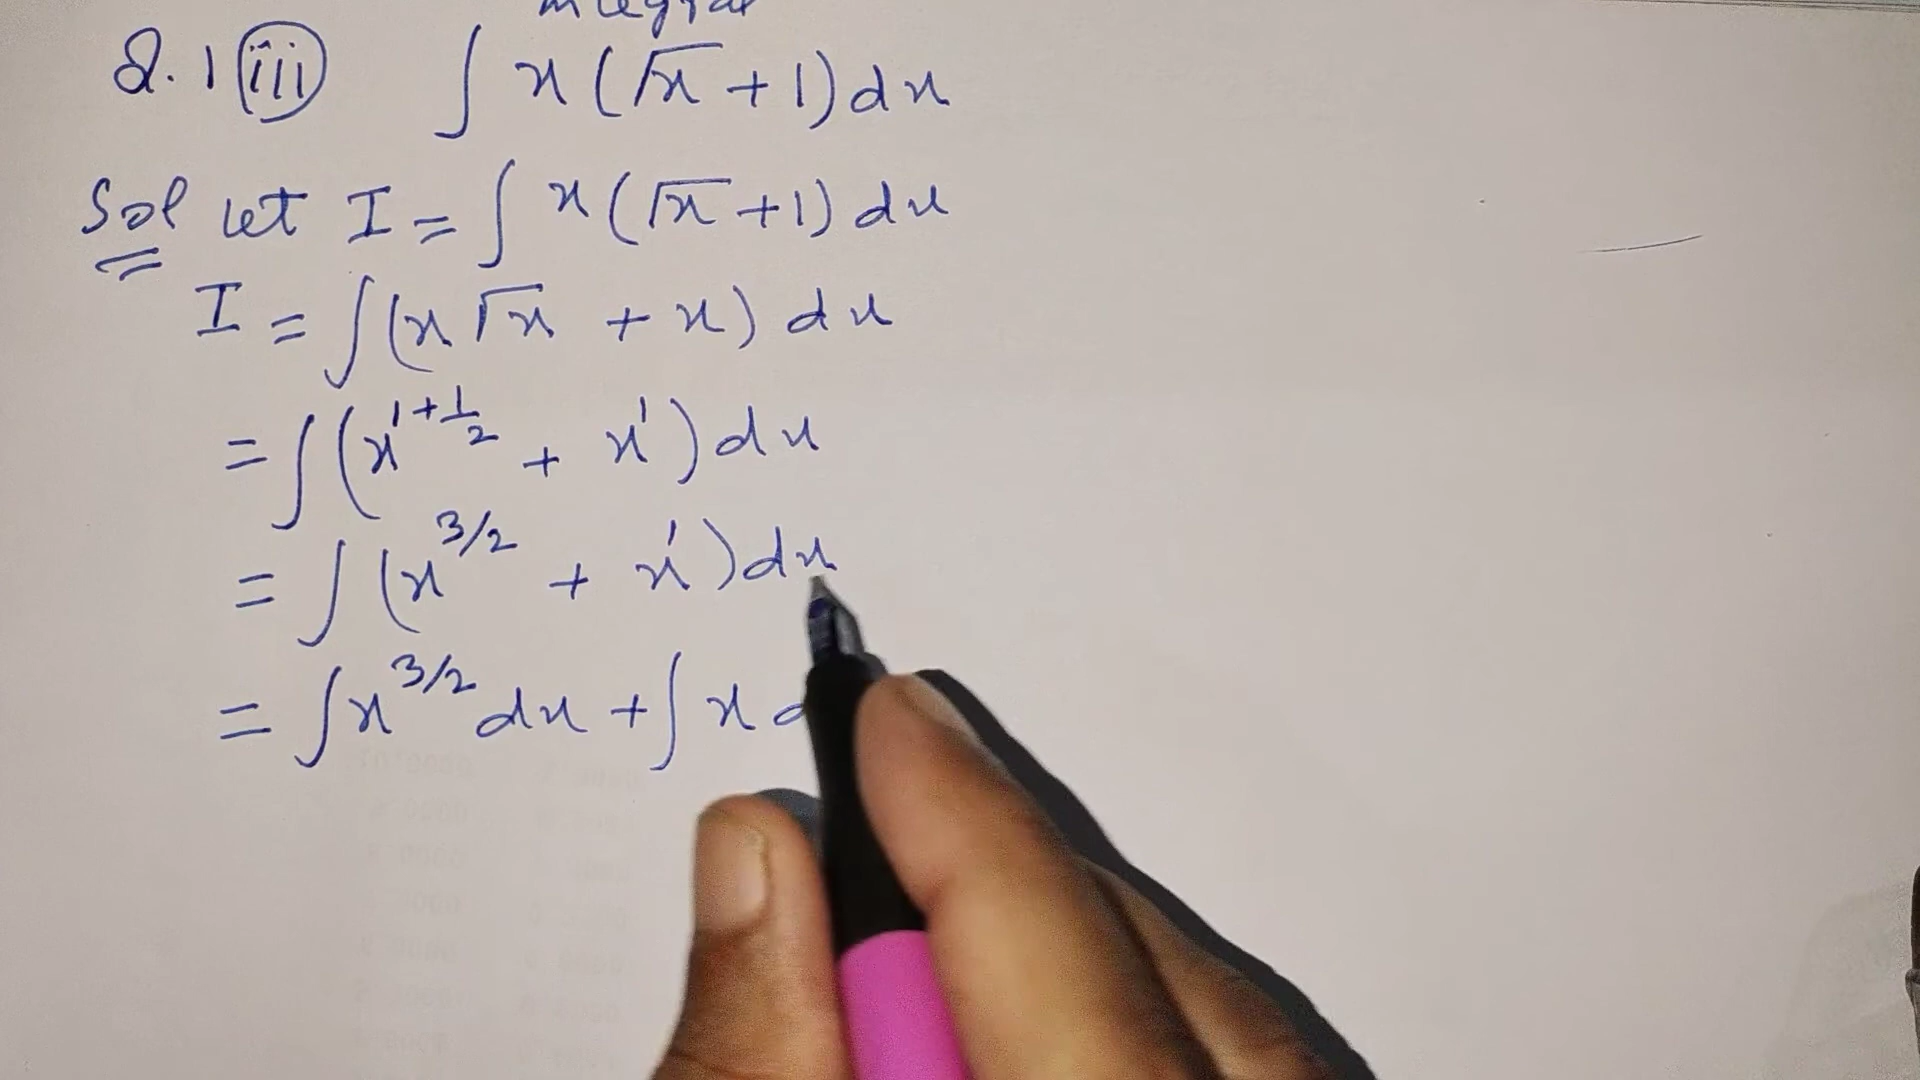 integral
Q. 1 (iii) ∫ x (√x + 1) dx
Sol let I = ∫ x (√x + 1) dx
I = ∫ (x √x + x) dx
= ∫ (x^{1+1/2} + x^1) dx
= ∫ (x^{3/2} + x^1) dx
= ∫ x^{3/2} dx + ∫ x d